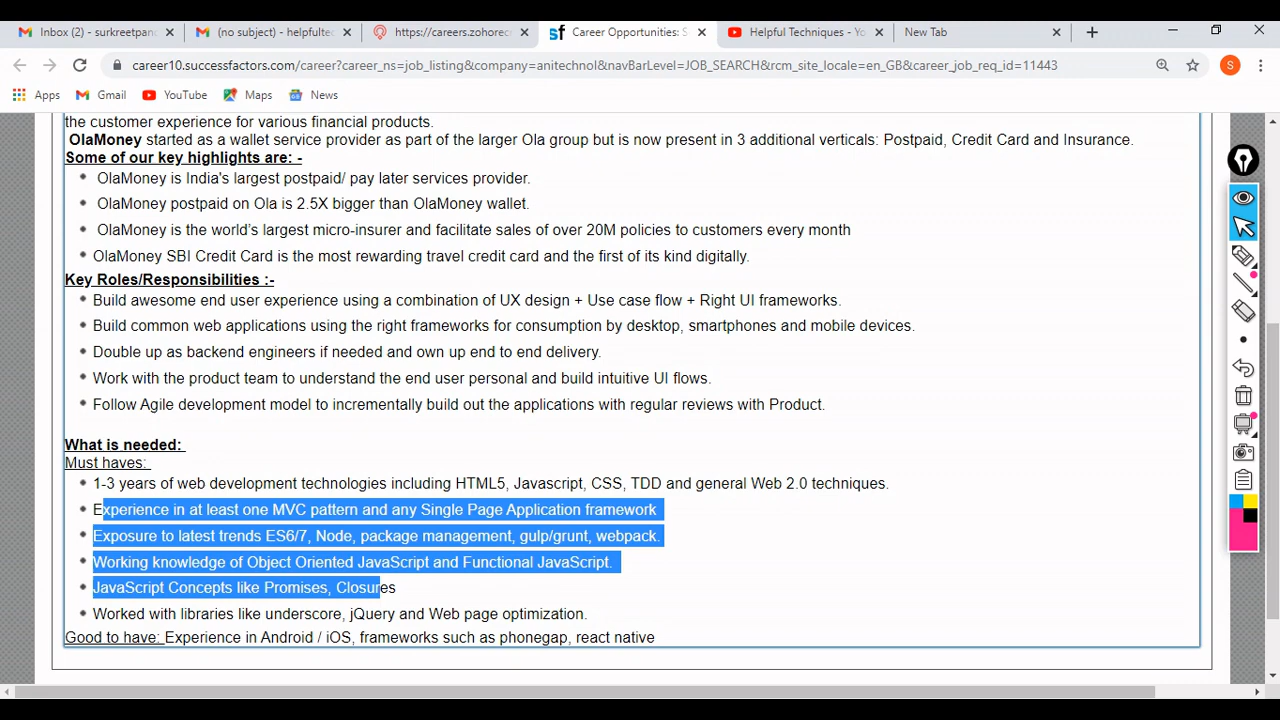 Inbox (2) - surkreetpan
(no subject) - helpfultec
https://careers.zohorec
Career Opportunities: S
Helpful Techniques - Yo
New Tab
career10.successfactors.com/career?career_ns=job_listing&company=anitechnol&navBarLevel=JOB_SEARCH&rcm_site_locale=en_GB&career_job_req_id=11443
S
Apps Gmail YouTube Maps News
the customer experience for various financial products.
OlaMoney started as a wallet service provider as part of the larger Ola group but is now present in 3 additional verticals: Postpaid, Credit Card and Insurance.
Some of our key highlights are: -
OlaMoney is India's largest postpaid/ pay later services provider.
OlaMoney postpaid on Ola is 2.5X bigger than OlaMoney wallet.
OlaMoney is the world's largest micro-insurer and facilitate sales of over 20M policies to customers every month
OlaMoney SBI Credit Card is the most rewarding travel credit card and the first of its kind digitally.
Key Roles/Responsibilities :-
Build awesome end user experience using a combination of UX design + Use case flow + Right UI frameworks.
Build common web applications using the right frameworks for consumption by desktop, smartphones and mobile devices.
Double up as backend engineers if needed and own up end to end delivery.
Work with the product team to understand the end user personal and build intuitive UI flows.
Follow Agile development model to incrementally build out the applications with regular reviews with Product.
What is needed:
Must haves:
1-3 years of web development technologies including HTML5, Javascript, CSS, TDD and general Web 2.0 techniques.
Experience in at least one MVC pattern and any Single Page Application framework
Exposure to latest trends ES6/7, Node, package management, gulp/grunt, webpack.
Working knowledge of Object Oriented JavaScript and Functional JavaScript.
JavaScript Concepts like Promises, Closures
Worked with libraries like underscore, jQuery and Web page optimization.
Good to have: Experience in Android / iOS, frameworks such as phonegap, react native